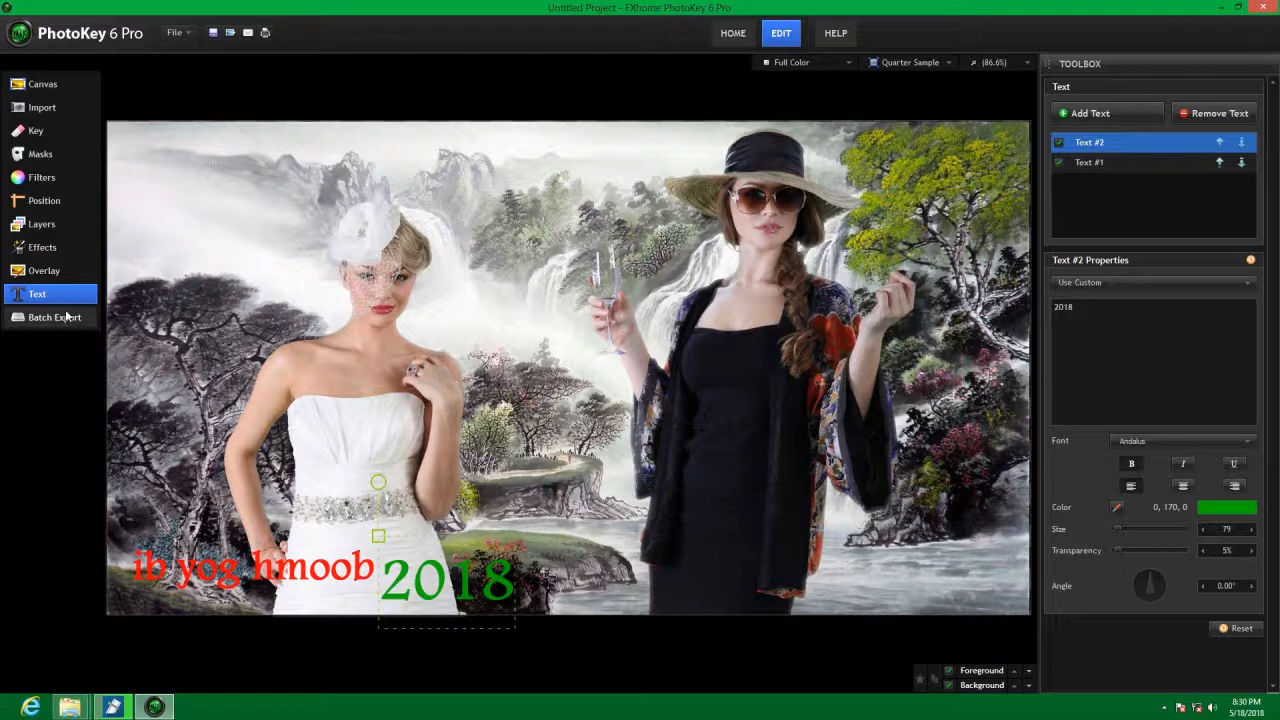 Untitled Project - FXhome PhotoKey 6 Pro
PhotoKey 6 Pro
File
HOME
EDIT
HELP
Full Color
Quarter Sample
(86.6%)
TOOLBOX
Canvas
Import
Key
Masks
Filters
Position
Layers
Effects
Overlay
Text
Batch Export
Text
Add Text
Remove Text
Text #2
Text #1
Text #2 Properties
Use Custom
2018
Font
Andalus
B I U
Color
0, 170, 0
Size
79
Transparency
5%
Angle
0.00°
Reset
ib yog hmoob
2018
Foreground
Background
8:30 PM
5/18/2018